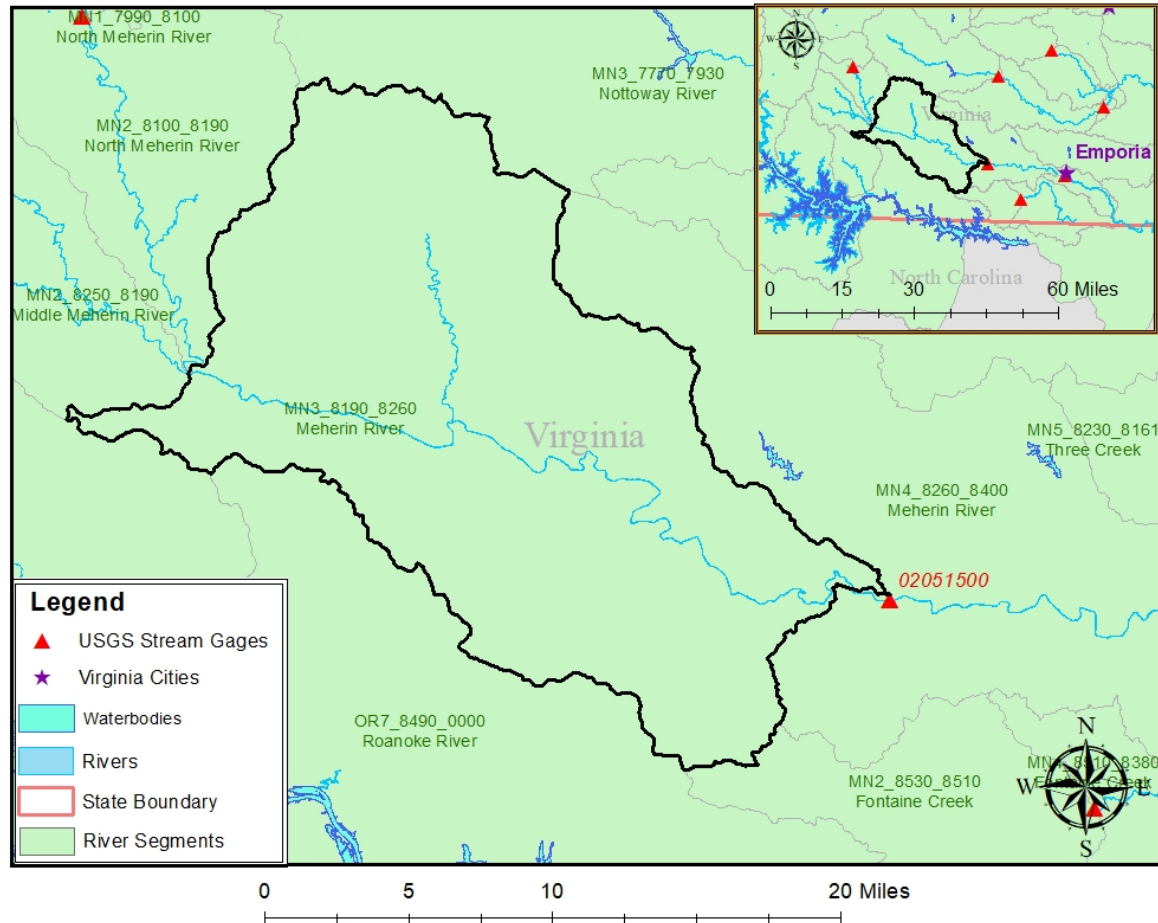 MN1_7990_8100
North Meherin River
MN2_8100_8190
North Meherin River
MN3_7770_7930
Nottoway River
MN2_8250_8190
Middle Meherin River
MN3_8190_8260
Meherin River
Virginia
MN5_8230_8161
Three Creek
MN4_8260_8400
Meherin River
02051500
OR7_8490_0000
Roanoke River
MN2_8530_8510
Fontaine Creek
N
W
E
S
N
W
E
S
Virginia
Emporia
North Carolina
0 15 30 60 Miles
Legend
USGS Stream Gages
Virginia Cities
Waterbodies
Rivers
State Boundary
River Segments
0 5 10 20 Miles